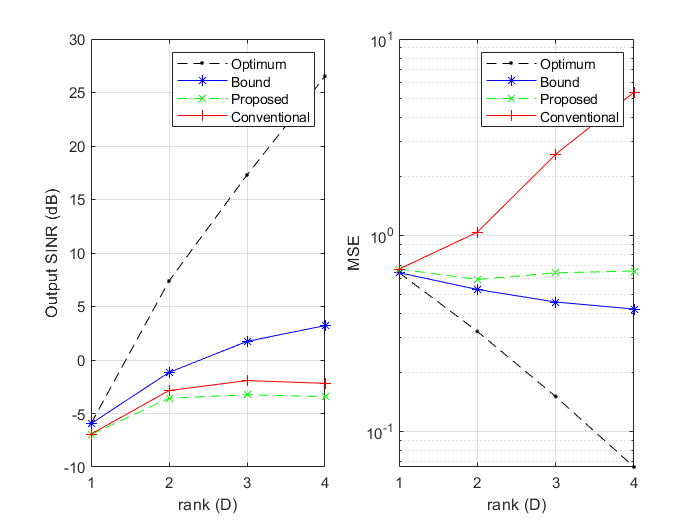 Output SINR (dB)
30
25
20
15
10
5
0
-5
-10
1 2 3 4
rank (D)
Optimum
Bound
Proposed
Conventional
MSE
10^1
10^0
10^-1
1 2 3 4
rank (D)
Optimum
Bound
Proposed
Conventional